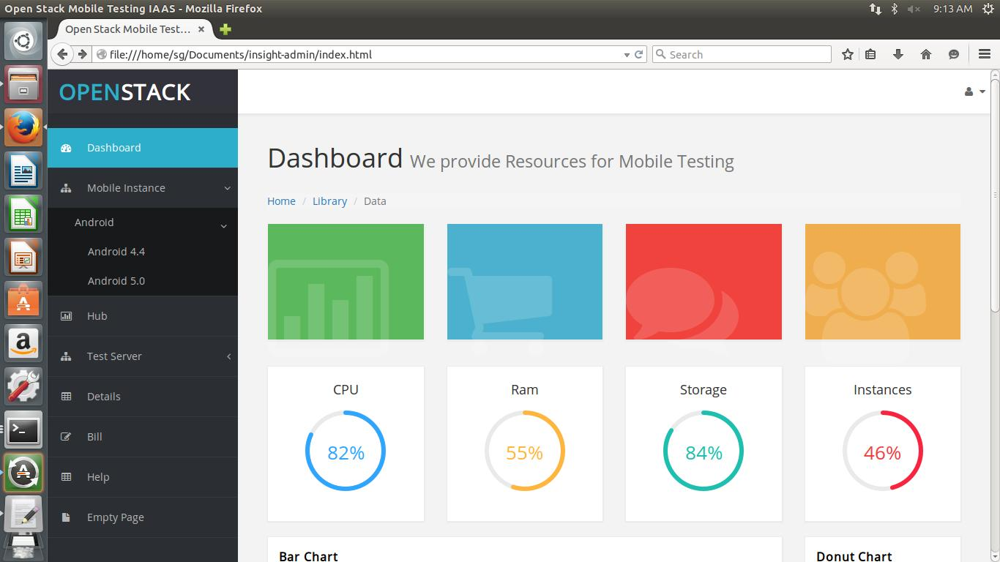 Open Stack Mobile Testing IAAS - Mozilla Firefox
9:13 AM
Open Stack Mobile Test...
file:///home/sg/Documents/insight-admin/index.html
Search
OPENSTACK
Dashboard
Mobile Instance
Android
Android 4.4
Android 5.0
Hub
Test Server
Details
Bill
Help
Empty Page
Dashboard We provide Resources for Mobile Testing
Home / Library / Data
CPU
82%
Ram
55%
Storage
84%
Instances
46%
Bar Chart
Donut Chart